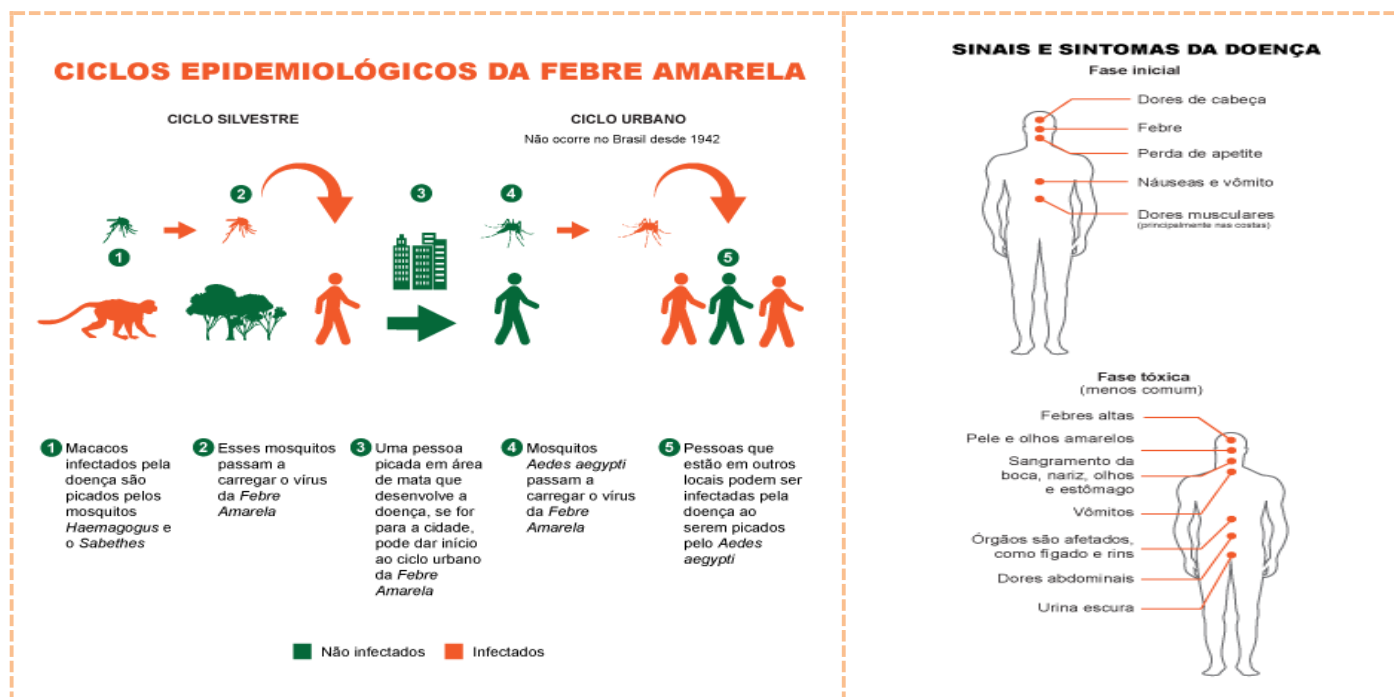 CICLOS EPIDEMIOLÓGICOS DA FEBRE AMARELA
CICLO SILVESTRE
CICLO URBANO
Não ocorre no Brasil desde 1942
2
3
4
1
5
1 Macacos
infectados pela
doença são
picados pelos
mosquitos
Haemagogus e
o Sabethes
2 Esses mosquitos
passam a
carregar o vírus
da Febre
Amarela
3 Uma pessoa
picada em área
de mata que
desenvolve a
doença, se for
para a cidade,
pode dar início
ao ciclo urbano
da Febre
Amarela
4 Mosquitos
Aedes aegypti
passam a
carregar o vírus
da Febre
Amarela
5 Pessoas que
estão em outros
locais podem ser
infectadas pela
doença ao
serem picados
pelo Aedes
aegypti
Não infectados
Infectados
SINAIS E SINTOMAS DA DOENÇA
Fase inicial
Dores de cabeça
Febre
Perda de apetite
Náuseas e vômito
Dores musculares
(principalmente nas costas)
Fase tóxica
(menos comum)
Febres altas
Pele e olhos amarelos
Sangramento da
boca, nariz, olhos
e estômago
Vômitos
Órgãos são afetados,
como fígado e rins
Dores abdominais
Urina escura